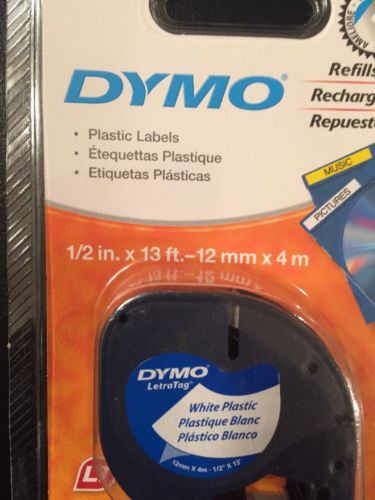 DYMO®
AMÉLIORÉ
Refills
Recharg
Repuest
• Plastic Labels
• Étequettas Plastique
• Etiquetas Plásticas
MUSIC
PICTURES
1/2 in. x 13 ft.–12 mm x 4 m
DYMO
LetraTag®
White Plastic
Plastique Blanc
Plástico Blanco
12mm X 4m - 1/2" X 13'